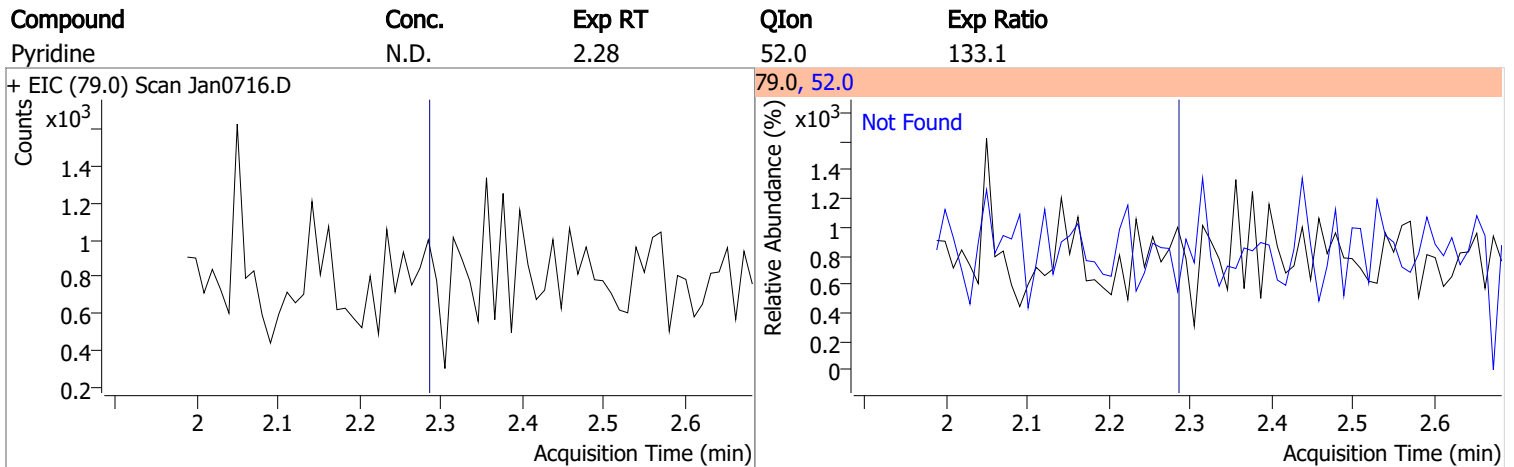 Compound Conc. Exp RT QIon Exp Ratio
Pyridine N.D. 2.28 52.0 133.1
+ EIC (79.0) Scan Jan0716.D
Counts
x10³
1.4
1.2
1
0.8
0.6
0.4
0.2
2 2.1 2.2 2.3 2.4 2.5 2.6
Acquisition Time (min)
79.0, 52.0
Relative Abundance (%)
x10³
Not Found
1.4
1.2
1
0.8
0.6
0.4
0.2
0
2 2.1 2.2 2.3 2.4 2.5 2.6
Acquisition Time (min)